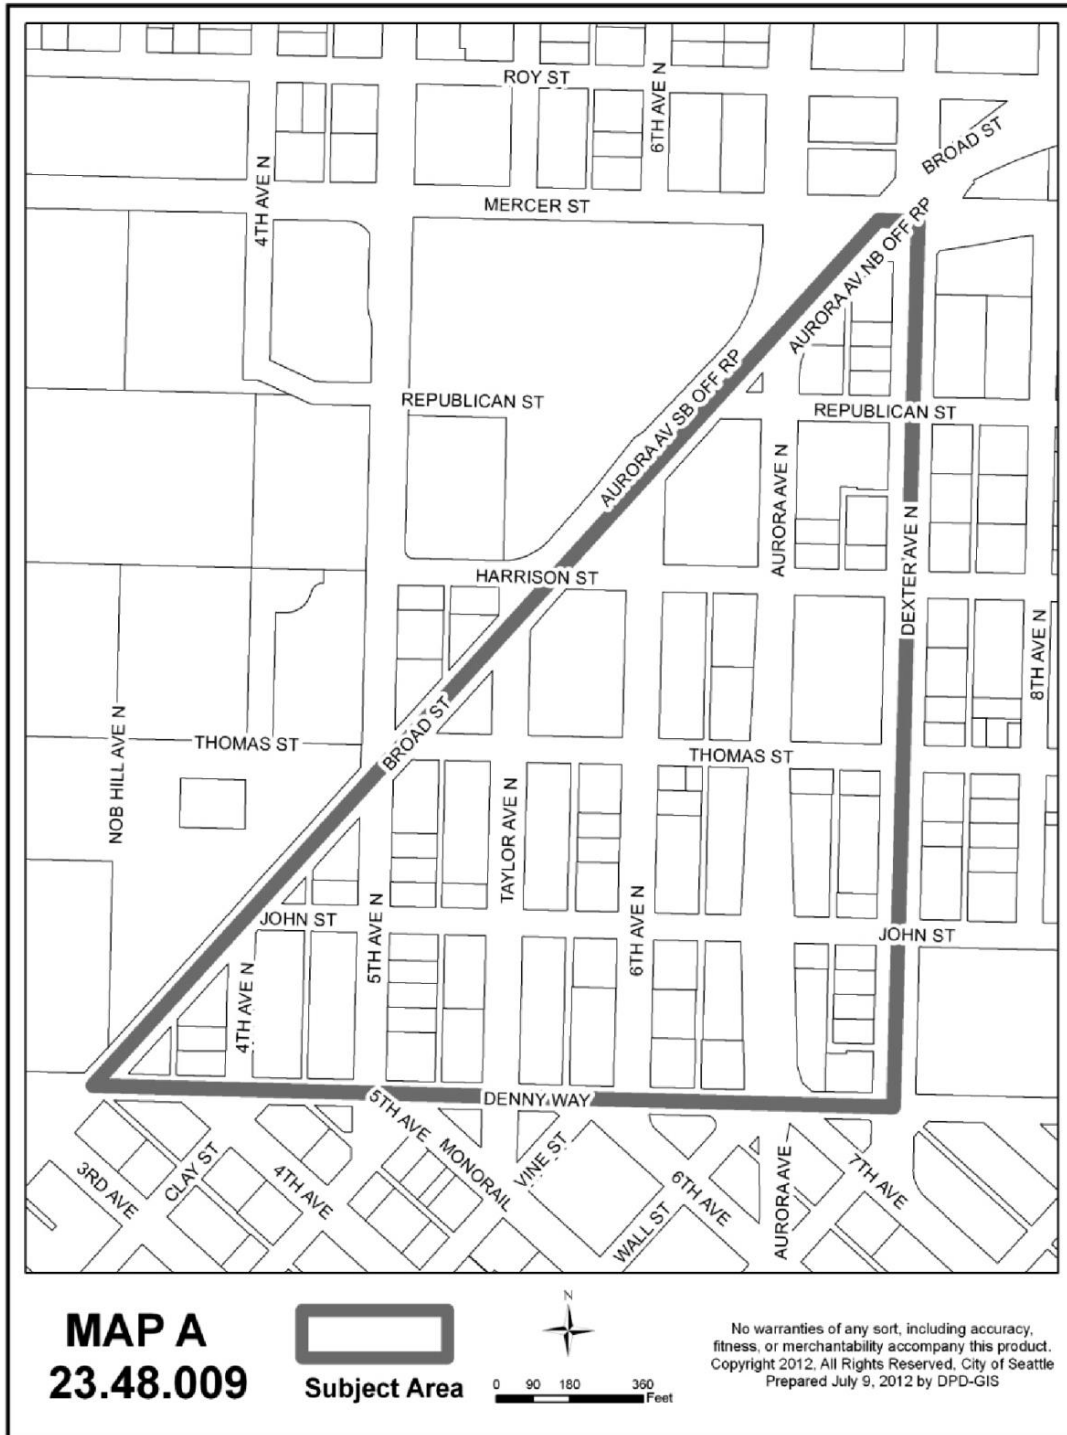 ROY ST
6TH AVE N
BROAD ST
4TH AVE N
MERCER ST
AURORA AV NB OFF RP
AURORA AV SB OFF RP
REPUBLICAN ST
REPUBLICAN ST
AURORA AVE N
DEXTER AVE N
HARRISON ST
8TH AVE N
NOB HILL AVE N
THOMAS ST
BROAD ST
THOMAS ST
TAYLOR AVE N
JOHN ST
5TH AVE N
6TH AVE N
JOHN ST
4TH AVE N
DENNY WAY
5TH AVE
MONORAIL
VINE ST
3RD AVE
CLAY ST
4TH AVE
WALL ST
6TH AVE
AURORA AVE
7TH AVE
MAP A
23.48.009
Subject Area
N
0 90 180 360
Feet
No warranties of any sort, including accuracy,
fitness, or merchantability accompany this product.
Copyright 2012, All Rights Reserved, City of Seattle
Prepared July 9, 2012 by DPD-GIS